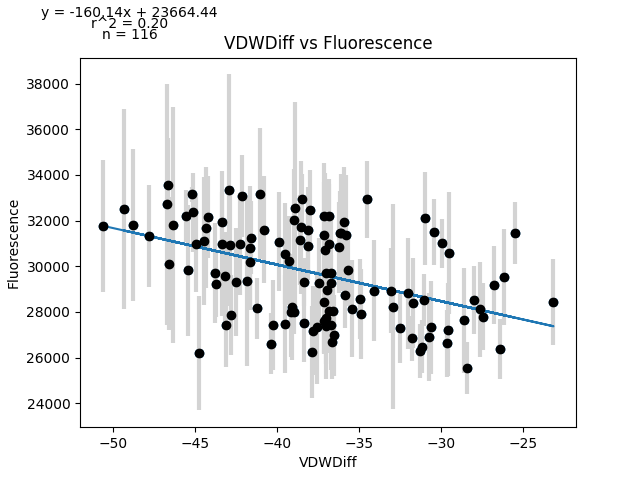 y = -160.14x + 23664.44
r^2 = 0.20
n = 116
VDWDiff vs Fluorescence
Fluorescence
38000
36000
34000
32000
30000
28000
26000
24000
−50
−45
−40
−35
−30
−25
VDWDiff